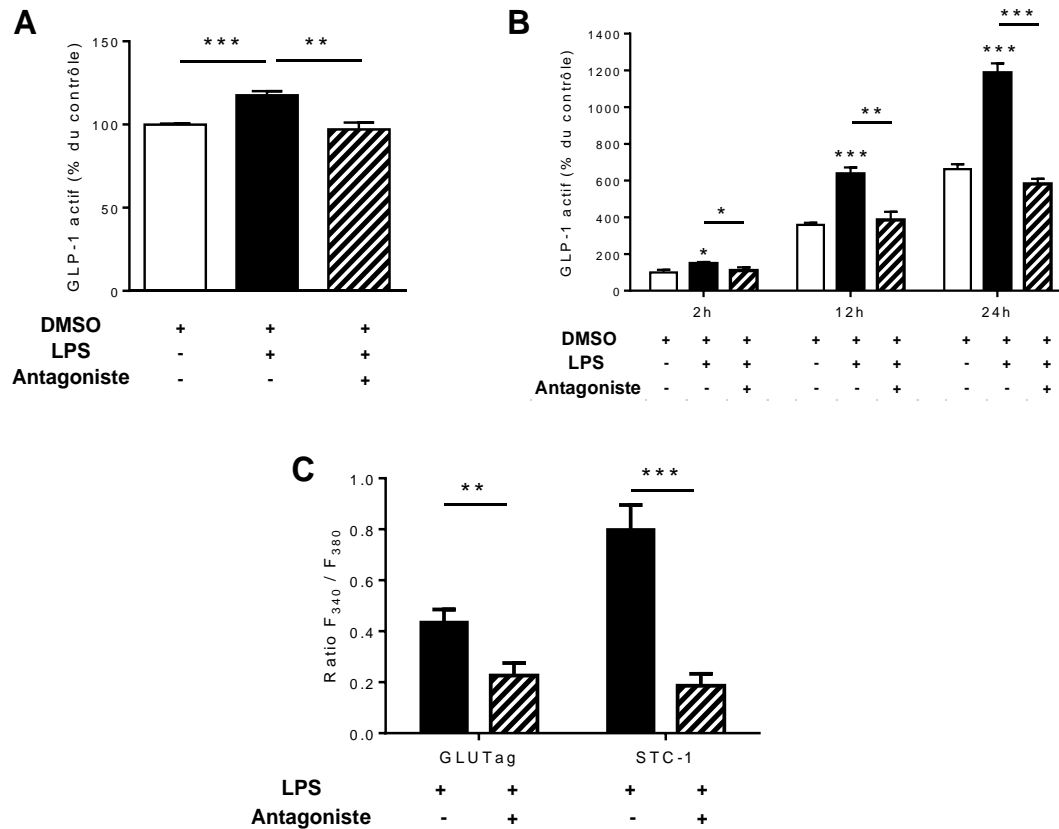 A
GLP-1 actif (% du contrôle)
150
100
50
0
***
**
DMSO + + +
LPS - + +
Antagoniste - - +
B
GLP-1 actif (% du contrôle)
1400
1200
1000
800
600
400
200
0
*
*
***
**
***
***
2h 12h 24h
DMSO + + + + + + + + +
LPS - + + - + + - + +
Antagoniste - - + - - + - - +
C
Ratio F340 / F380
1.0
0.8
0.6
0.4
0.2
0.0
**
***
GLUTag STC-1
LPS + + + +
Antagoniste - + - +